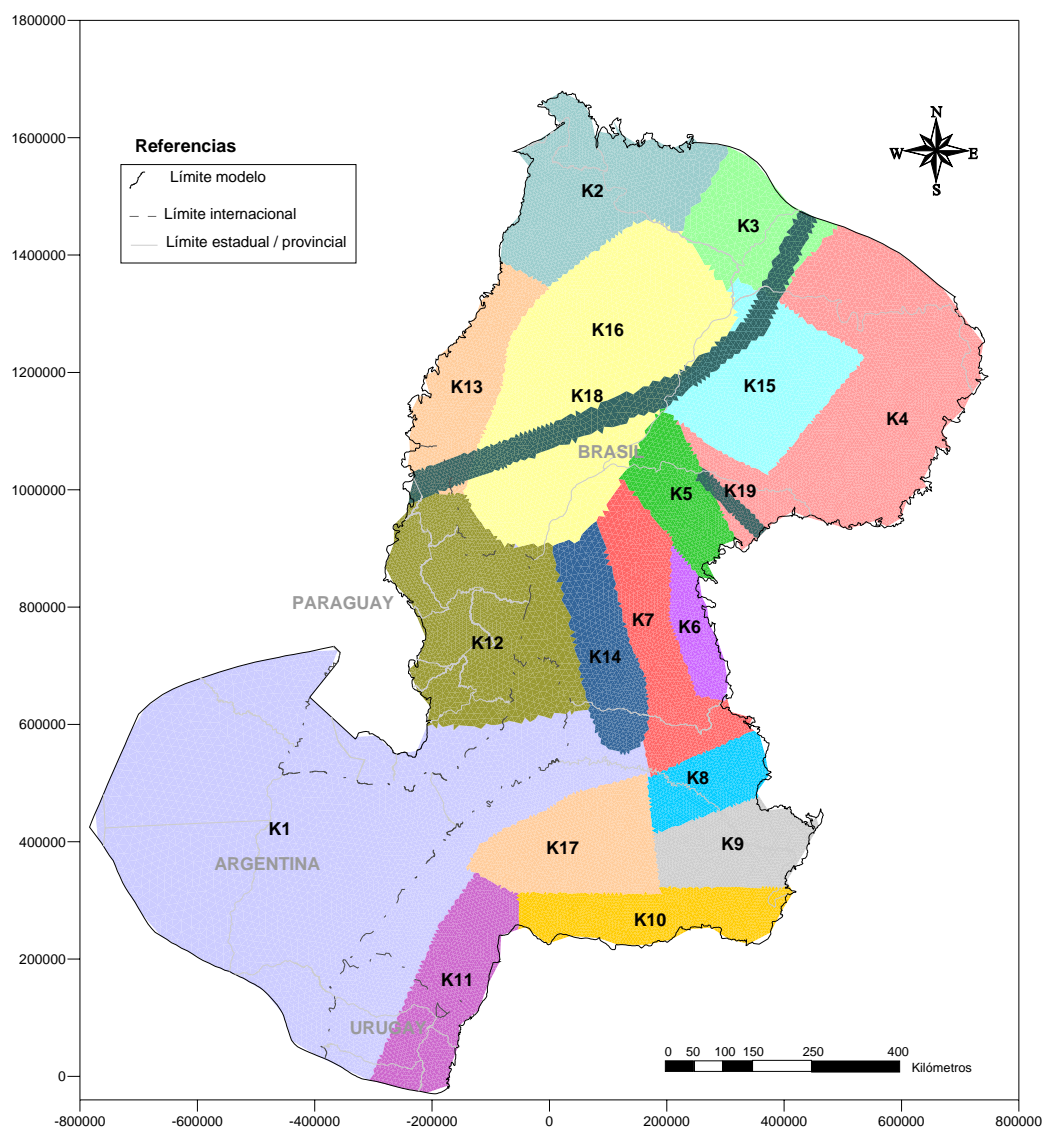 1800000
1600000
1400000
1200000
1000000
800000
600000
400000
200000
0
-800000
-600000
-400000
-200000
0
200000
400000
600000
800000
Referencias
Límite modelo
Límite internacional
Límite estadual / provincial
N
W
E
S
K2
K3
K16
K13
K18
K15
K4
BRASIL
K19
K5
PARAGUAY
K7
K6
K12
K14
K8
K1
K17
K9
ARGENTINA
K10
K11
URUGAY
0 50 100 150 250 400
Kilómetros